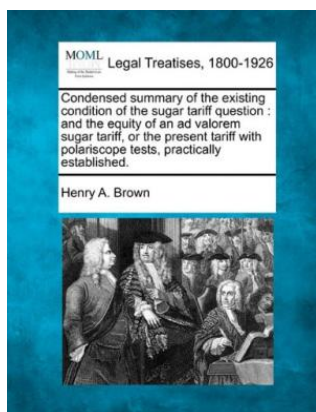 MOML
Legal Treatises, 1800-1926
Condensed summary of the existing
condition of the sugar tariff question :
and the equity of an ad valorem
sugar tariff, or the present tariff with
polariscope tests, practically
established.
Henry A. Brown